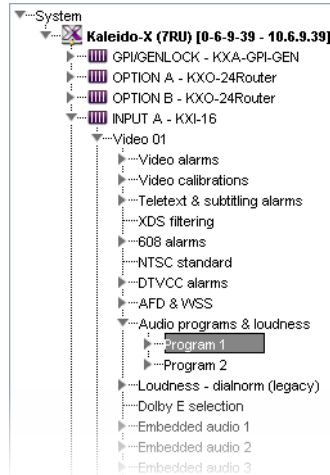 System
Kaleido-X (7RU) [0-6-9-39 - 10.6.9.39]
GPI/GENLOCK - KXA-GPI-GEN
OPTION A - KXO-24Router
OPTION B - KXO-24Router
INPUT A - KXI-16
Video 01
Video alarms
Video calibrations
Teletext & subtitling alarms
XDS filtering
608 alarms
NTSC standard
DTVCC alarms
AFD & WSS
Audio programs & loudness
Program 1
Program 2
Loudness - dialnorm (legacy)
Dolby E selection
Embedded audio 1
Embedded audio 2
Embedded audio 3